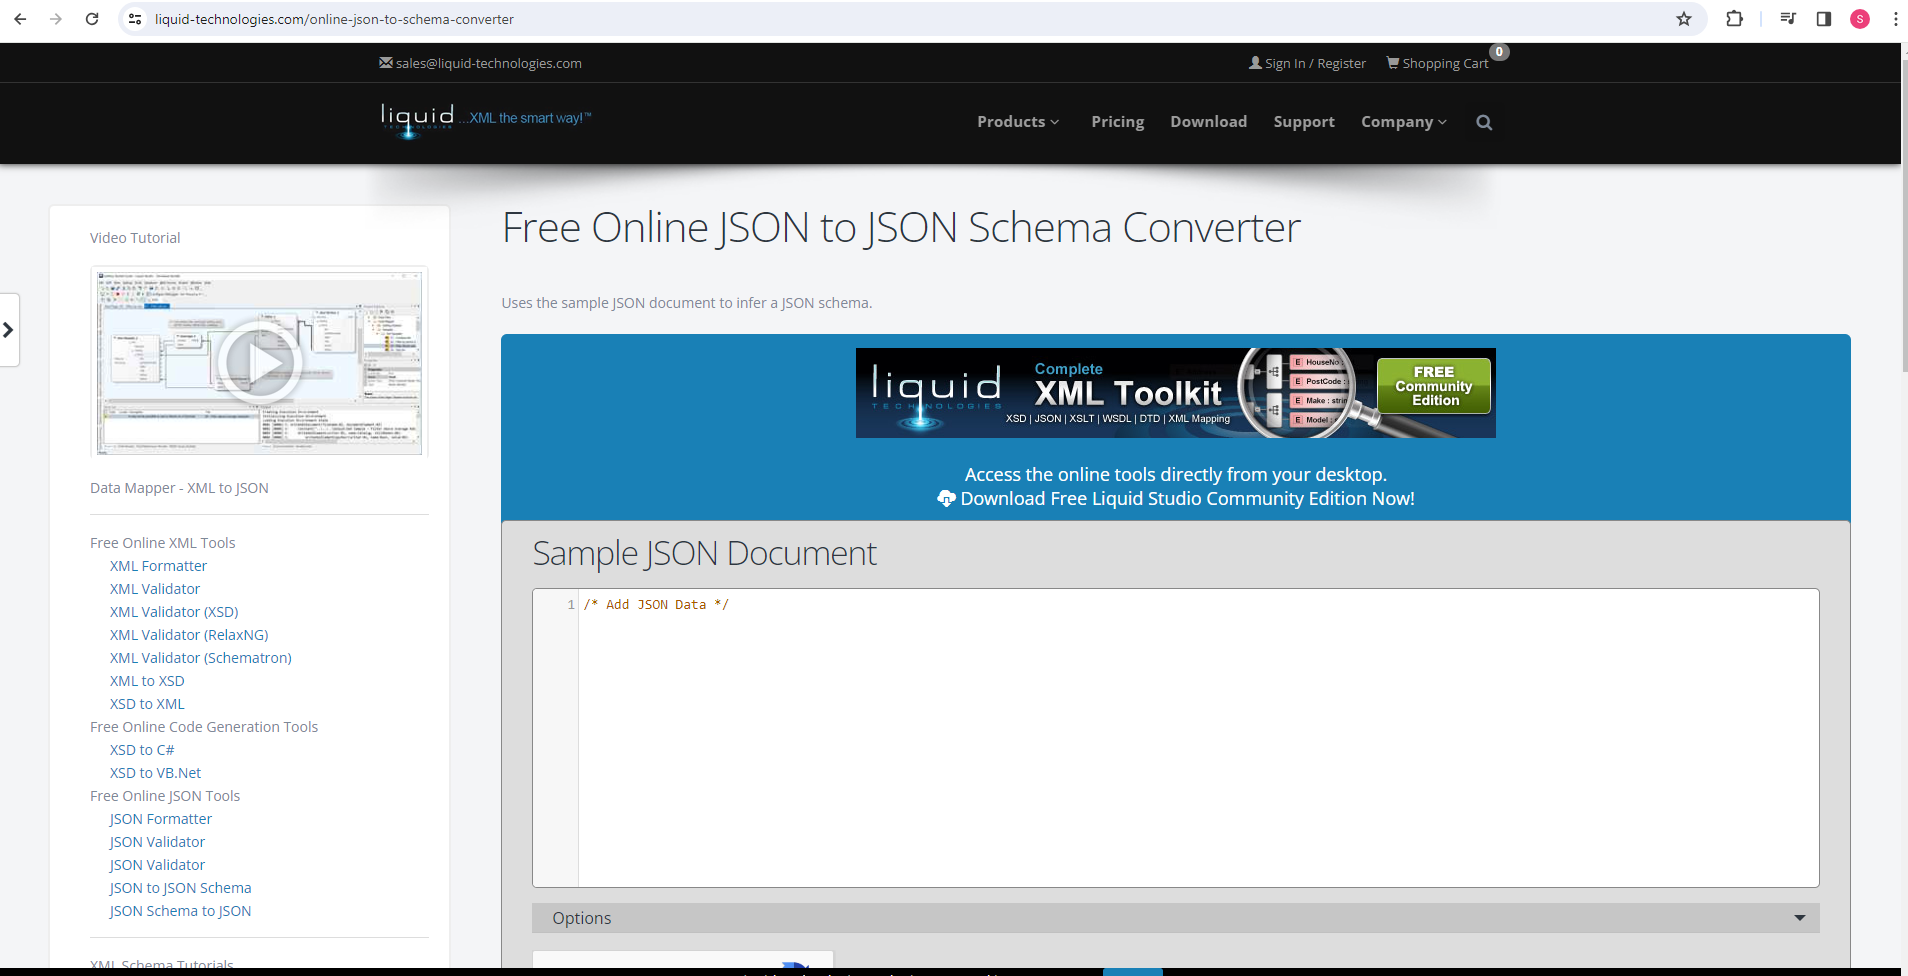 liquid-technologies.com/online-json-to-schema-converter
S
sales@liquid-technologies.com
Sign In / Register
Shopping Cart
0
liquid
TECHNOLOGIES
...XML the smart way!™
Products
Pricing
Download
Support
Company
Video Tutorial
Data Mapper - XML to JSON
Free Online XML Tools
XML Formatter
XML Validator
XML Validator (XSD)
XML Validator (RelaxNG)
XML Validator (Schematron)
XML to XSD
XSD to XML
Free Online Code Generation Tools
XSD to C#
XSD to VB.Net
Free Online JSON Tools
JSON Formatter
JSON Validator
JSON Validator
JSON to JSON Schema
JSON Schema to JSON
XML Schema Tutorials
Free Online JSON to JSON Schema Converter
Uses the sample JSON document to infer a JSON schema.
liquid
TECHNOLOGIES
Complete
XML Toolkit
XSD | JSON | XSLT | WSDL | DTD | XML Mapping
E HouseNo :
E PostCode : s
E Make : strin
E Model :
FREE
Community
Edition
Access the online tools directly from your desktop.
Download Free Liquid Studio Community Edition Now!
Sample JSON Document
1 /* Add JSON Data */
Options